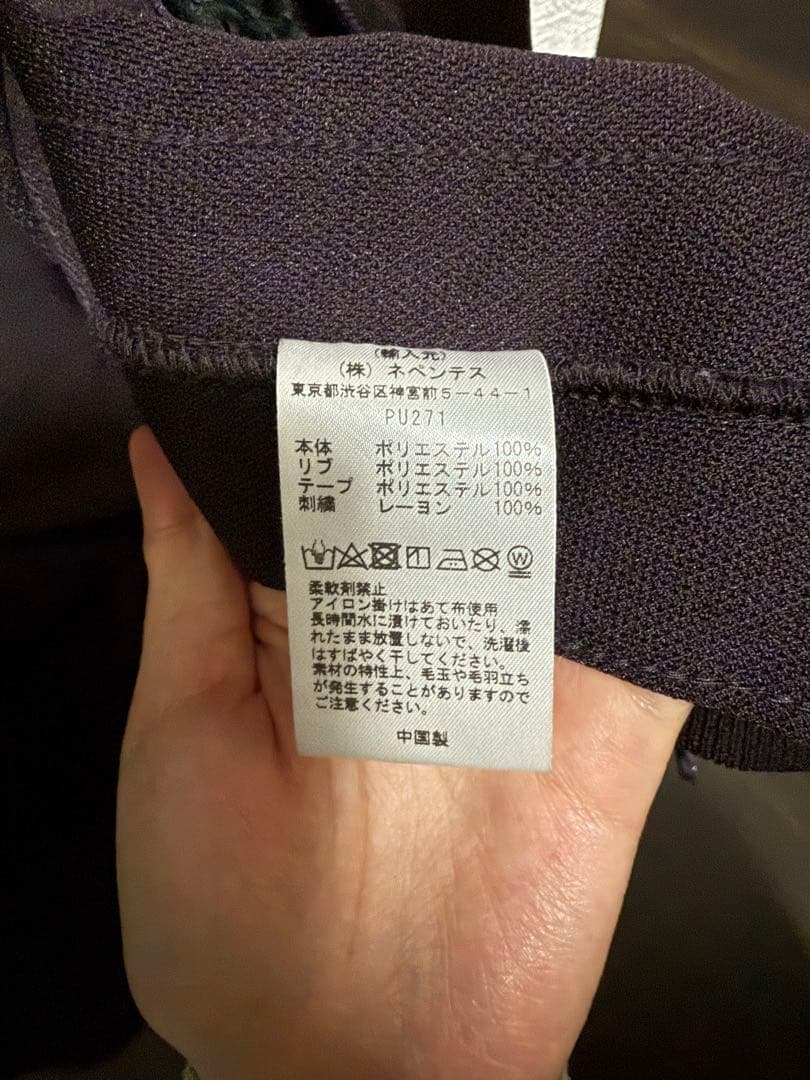 (輸入元)
(株) ネペンテス
東京都渋谷区神宮前5-44-1
PU271
本体 ポリエステル100%
リブ ポリエステル100%
テープ ポリエステル100%
刺繍 レーヨン 100%
W
柔軟剤禁止
アイロン掛けはあて布使用
長時間水に漬けておいたり、濡
れたまま放置しないで、洗濯後
はすばやく干してください。
素材の特性上、毛玉や毛羽立ち
が発生することがありますので
ご注意ください。
中国製